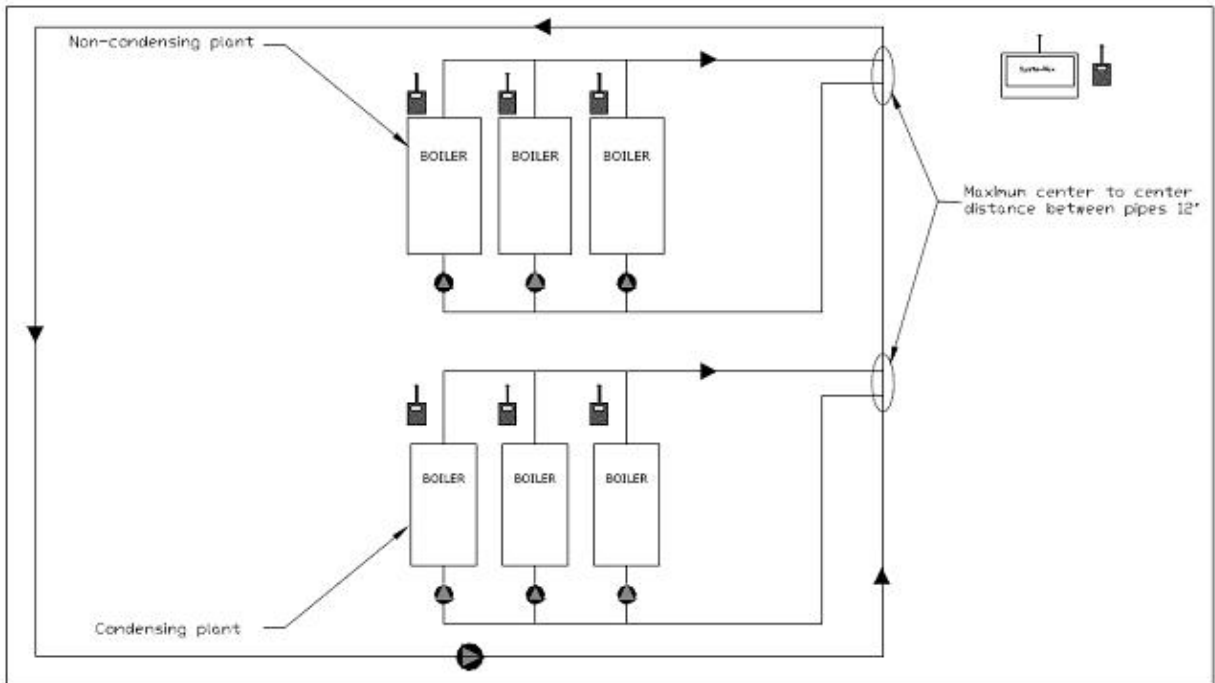 Non-condensing plant
BOILER
BOILER
BOILER
Maximum center to center
distance between pipes 12"
BOILER
BOILER
BOILER
Condensing plant